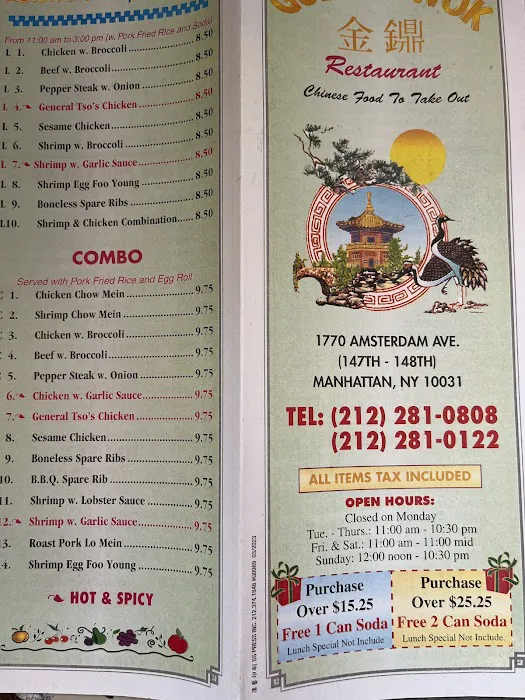 From 11:00 am to 3:00 pm (w. Pork Fried Rice and Soda)
L 1. Chicken w. Broccoli 8.50
L 2. Beef w. Broccoli 8.50
L 3. Pepper Steak w. Onion 8.50
L 4. General Tso's Chicken 8.50
L 5. Sesame Chicken 8.50
L 6. Shrimp w. Broccoli 8.50
L 7. Shrimp w. Garlic Sauce 8.50
L 8. Shrimp Egg Foo Young 8.50
L 9. Boneless Spare Ribs 8.50
L10. Shrimp & Chicken Combination 8.50
COMBO
Served with Pork Fried Rice and Egg Roll
C 1. Chicken Chow Mein 9.75
C 2. Shrimp Chow Mein 9.75
C 3. Chicken w. Broccoli 9.75
C 4. Beef w. Broccoli 9.75
C 5. Pepper Steak w. Onion 9.75
6. Chicken w. Garlic Sauce 9.75
7. General Tso's Chicken 9.75
8. Sesame Chicken 9.75
9. Boneless Spare Ribs 9.75
10. B.B.Q. Spare Rib 9.75
11. Shrimp w. Lobster Sauce 9.75
12. Shrimp w. Garlic Sauce 9.75
3. Roast Pork Lo Mein 9.75
4. Shrimp Egg Foo Young 9.75
HOT & SPICY
WOK
金鼎
Restaurant
Chinese Food To Take Out
1770 AMSTERDAM AVE.
(147TH - 148TH)
MANHATTAN, NY 10031
TEL: (212) 281-0808
(212) 281-0122
ALL ITEMS TAX INCLUDED
OPEN HOURS:
Closed on Monday
Tue. - Thurs.: 11:00 am - 10:30 pm
Fri. & Sat.: 11:00 am - 11:00 mid
Sunday: 12:00 noon - 10:30 pm
Purchase
Over $15.25
Free 1 Can Soda
Lunch Special Not Include
Purchase
Over $25.25
Free 2 Can Soda
Lunch Special Not Include